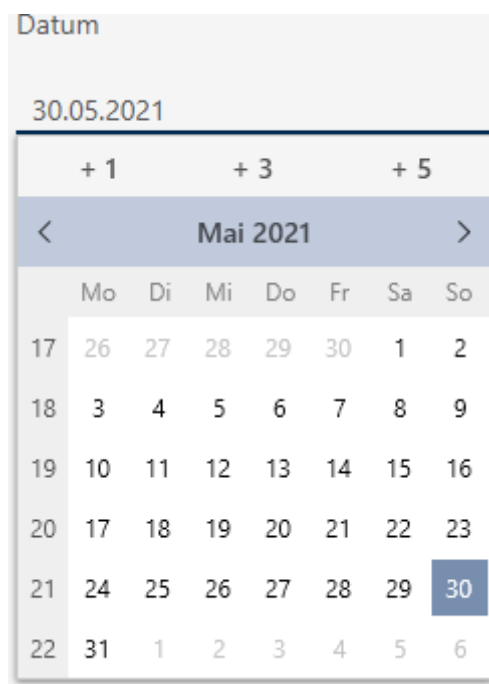 Datum
30.05.2021
+ 1 + 3 + 5
< Mai 2021 >
Mo Di Mi Do Fr Sa So
17 26 27 28 29 30 1 2
18 3 4 5 6 7 8 9
19 10 11 12 13 14 15 16
20 17 18 19 20 21 22 23
21 24 25 26 27 28 29 30
22 31 1 2 3 4 5 6